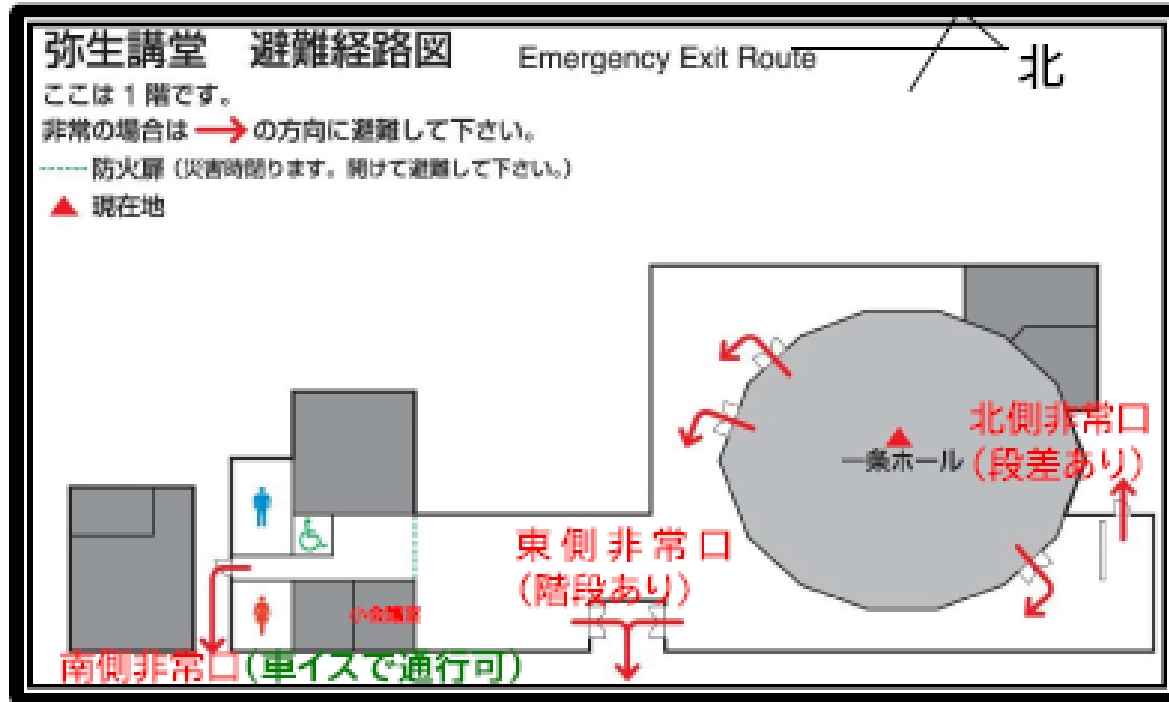 弥生講堂 避難経路図 Emergency Exit Route
北
ここは1階です。
非常の場合は→の方向に避難して下さい。
防火扉(災害時閉ります。開けて避難して下さい。)
▲ 現在地
北側非常口
(段差あり)
一条ホール
東側非常口
(階段あり)
小会議室
南側非常口(車イスで通行可)